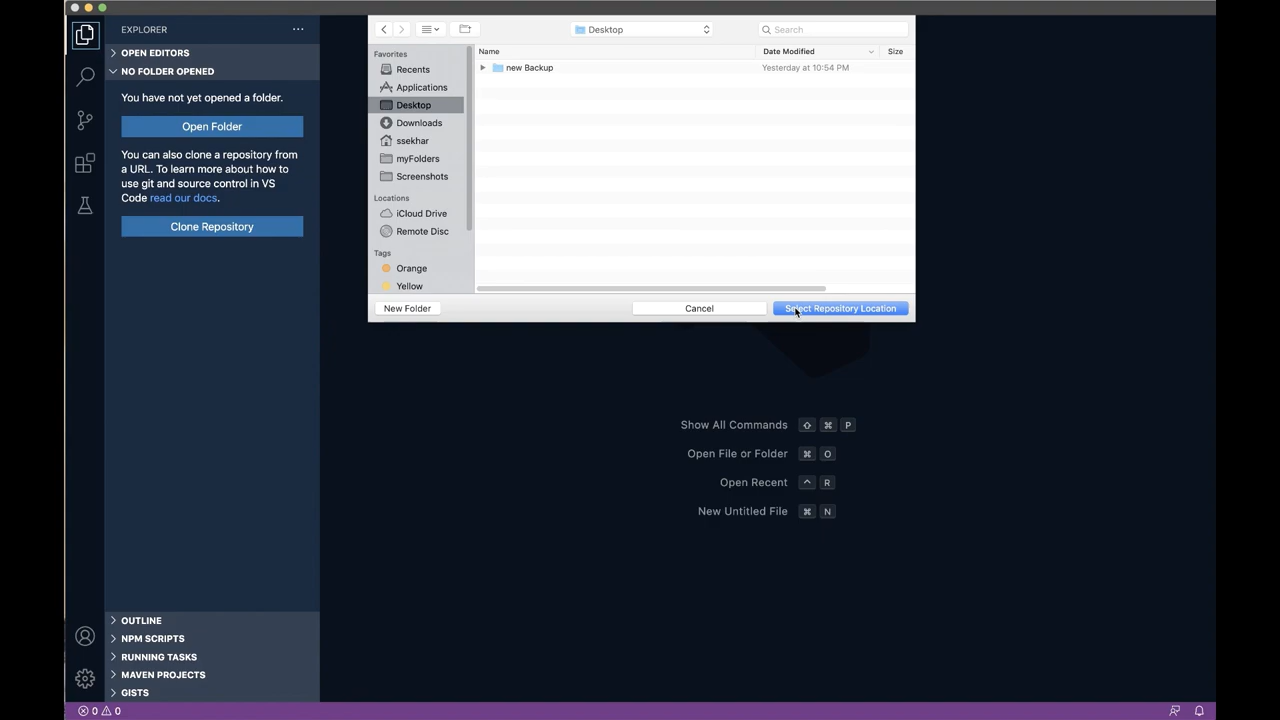 EXPLORER
OPEN EDITORS
NO FOLDER OPENED
You have not yet opened a folder.
Open Folder
You can also clone a repository from
a URL. To learn more about how to
use git and source control in VS
Code read our docs.
Clone Repository
OUTLINE
NPM SCRIPTS
RUNNING TASKS
MAVEN PROJECTS
GISTS
Desktop
Search
Favorites
Recents
Applications
Desktop
Downloads
ssekhar
myFolders
Screenshots
Locations
iCloud Drive
Remote Disc
Tags
Orange
Yellow
Name Date Modified Size
new Backup Yesterday at 10:54 PM
New Folder Cancel Select Repository Location
Show All Commands ⇧ ⌘ P
Open File or Folder ⌘ O
Open Recent ^ R
New Untitled File ⌘ N
0 0